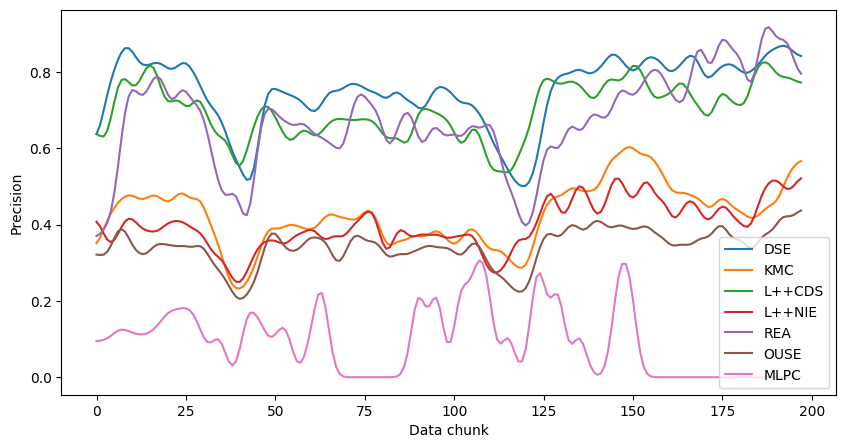 Precision
0.8
0.6
0.4
0.2
0.0
0
25
50
75
100
125
150
175
200
Data chunk
DSE
KMC
L++CDS
L++NIE
REA
OUSE
MLPC